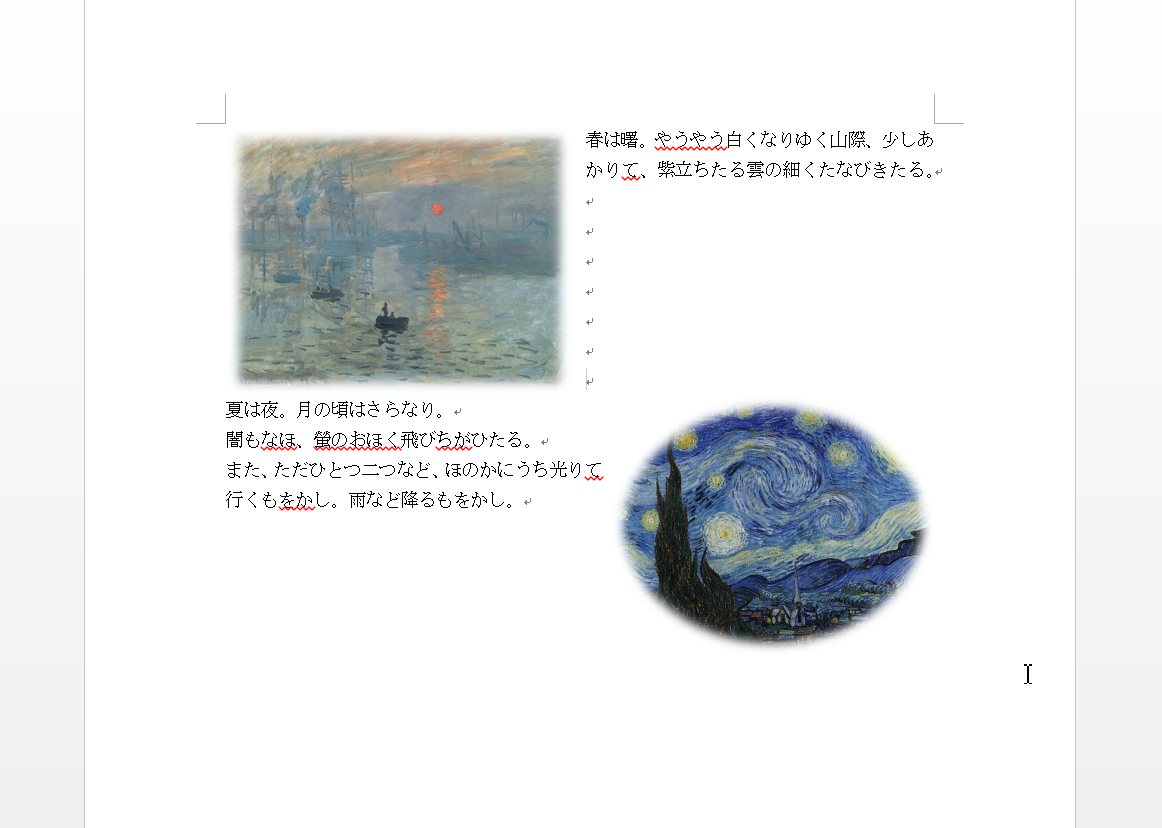 春は曙。やうやう白くなりゆく山際、少しあ
かりて、紫立ちたる雲の細くたなびきたる。
夏は夜。月の頃はさらなり。
闇もなほ、螢のおほく飛びちがひたる。
また、ただひとつ二つなど、ほのかにうち光りて
行くもをかし。雨など降るもをかし。